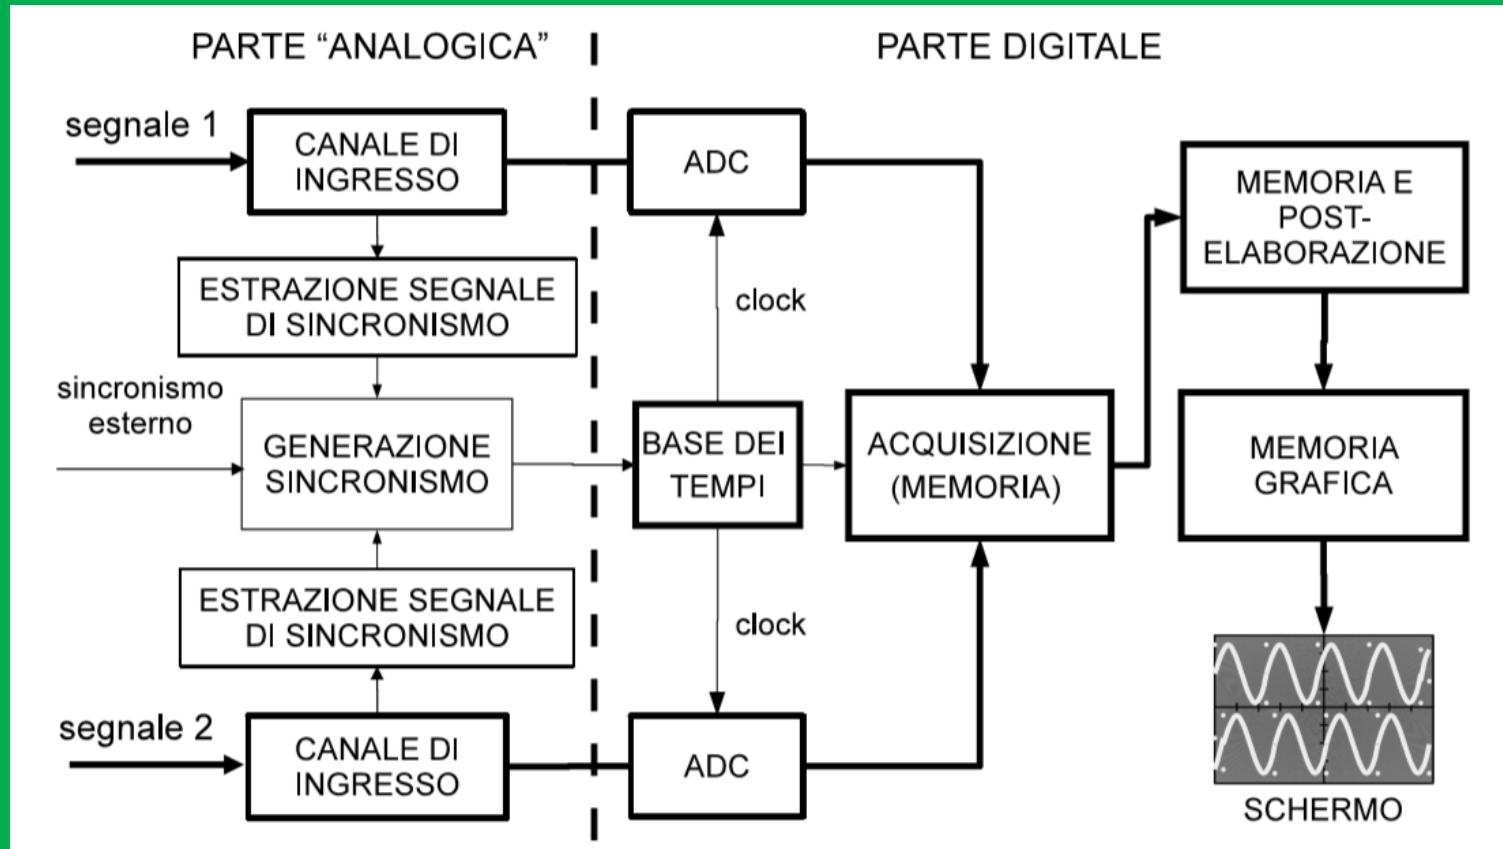 PARTE “ANALOGICA”
PARTE DIGITALE
segnale 1
CANALE DI
INGRESSO
ADC
MEMORIA E
POST-
ELABORAZIONE
ESTRAZIONE SEGNALE
DI SINCRONISMO
clock
sincronismo
esterno
GENERAZIONE
SINCRONISMO
BASE DEI
TEMPI
ACQUISIZIONE
(MEMORIA)
MEMORIA
GRAFICA
ESTRAZIONE SEGNALE
DI SINCRONISMO
clock
segnale 2
CANALE DI
INGRESSO
ADC
SCHERMO